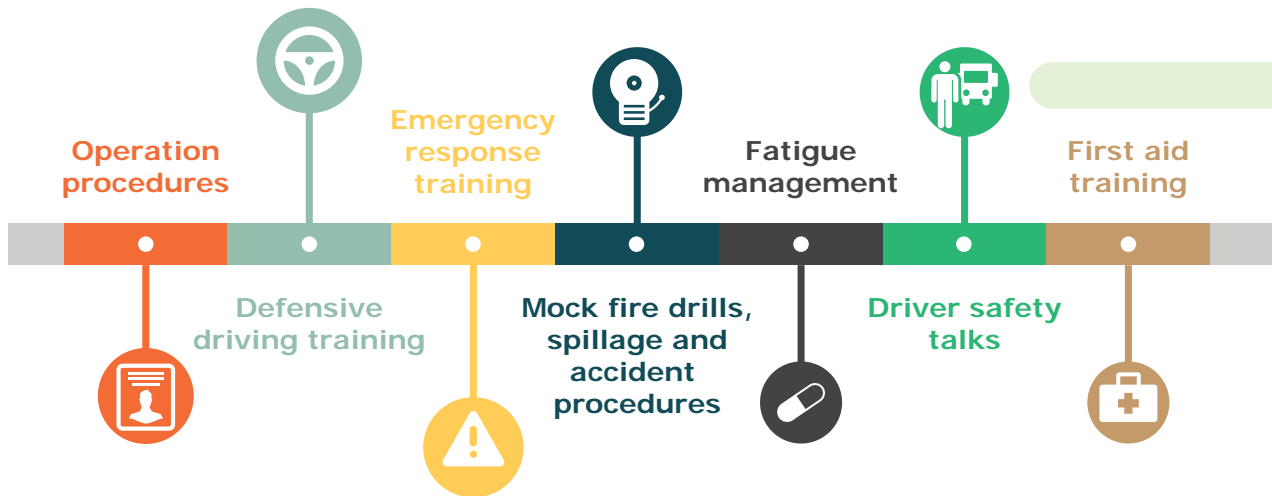 Operation
procedures
Defensive
driving training
Emergency
response
training
Mock fire drills,
spillage and
accident
procedures
Fatigue
management
Driver safety
talks
First aid
training